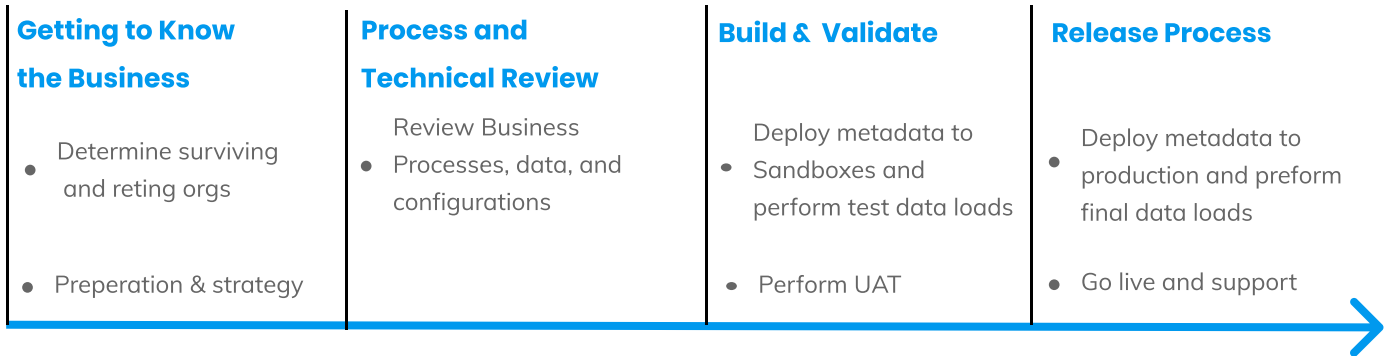 Getting to Know
the Business
Determine surviving
and reting orgs
Preperation & strategy
Process and
Technical Review
Review Business
Processes, data, and
configurations
Build & Validate
Deploy metadata to
Sandboxes and
perform test data loads
Perform UAT
Release Process
Deploy metadata to
production and preform
final data loads
Go live and support